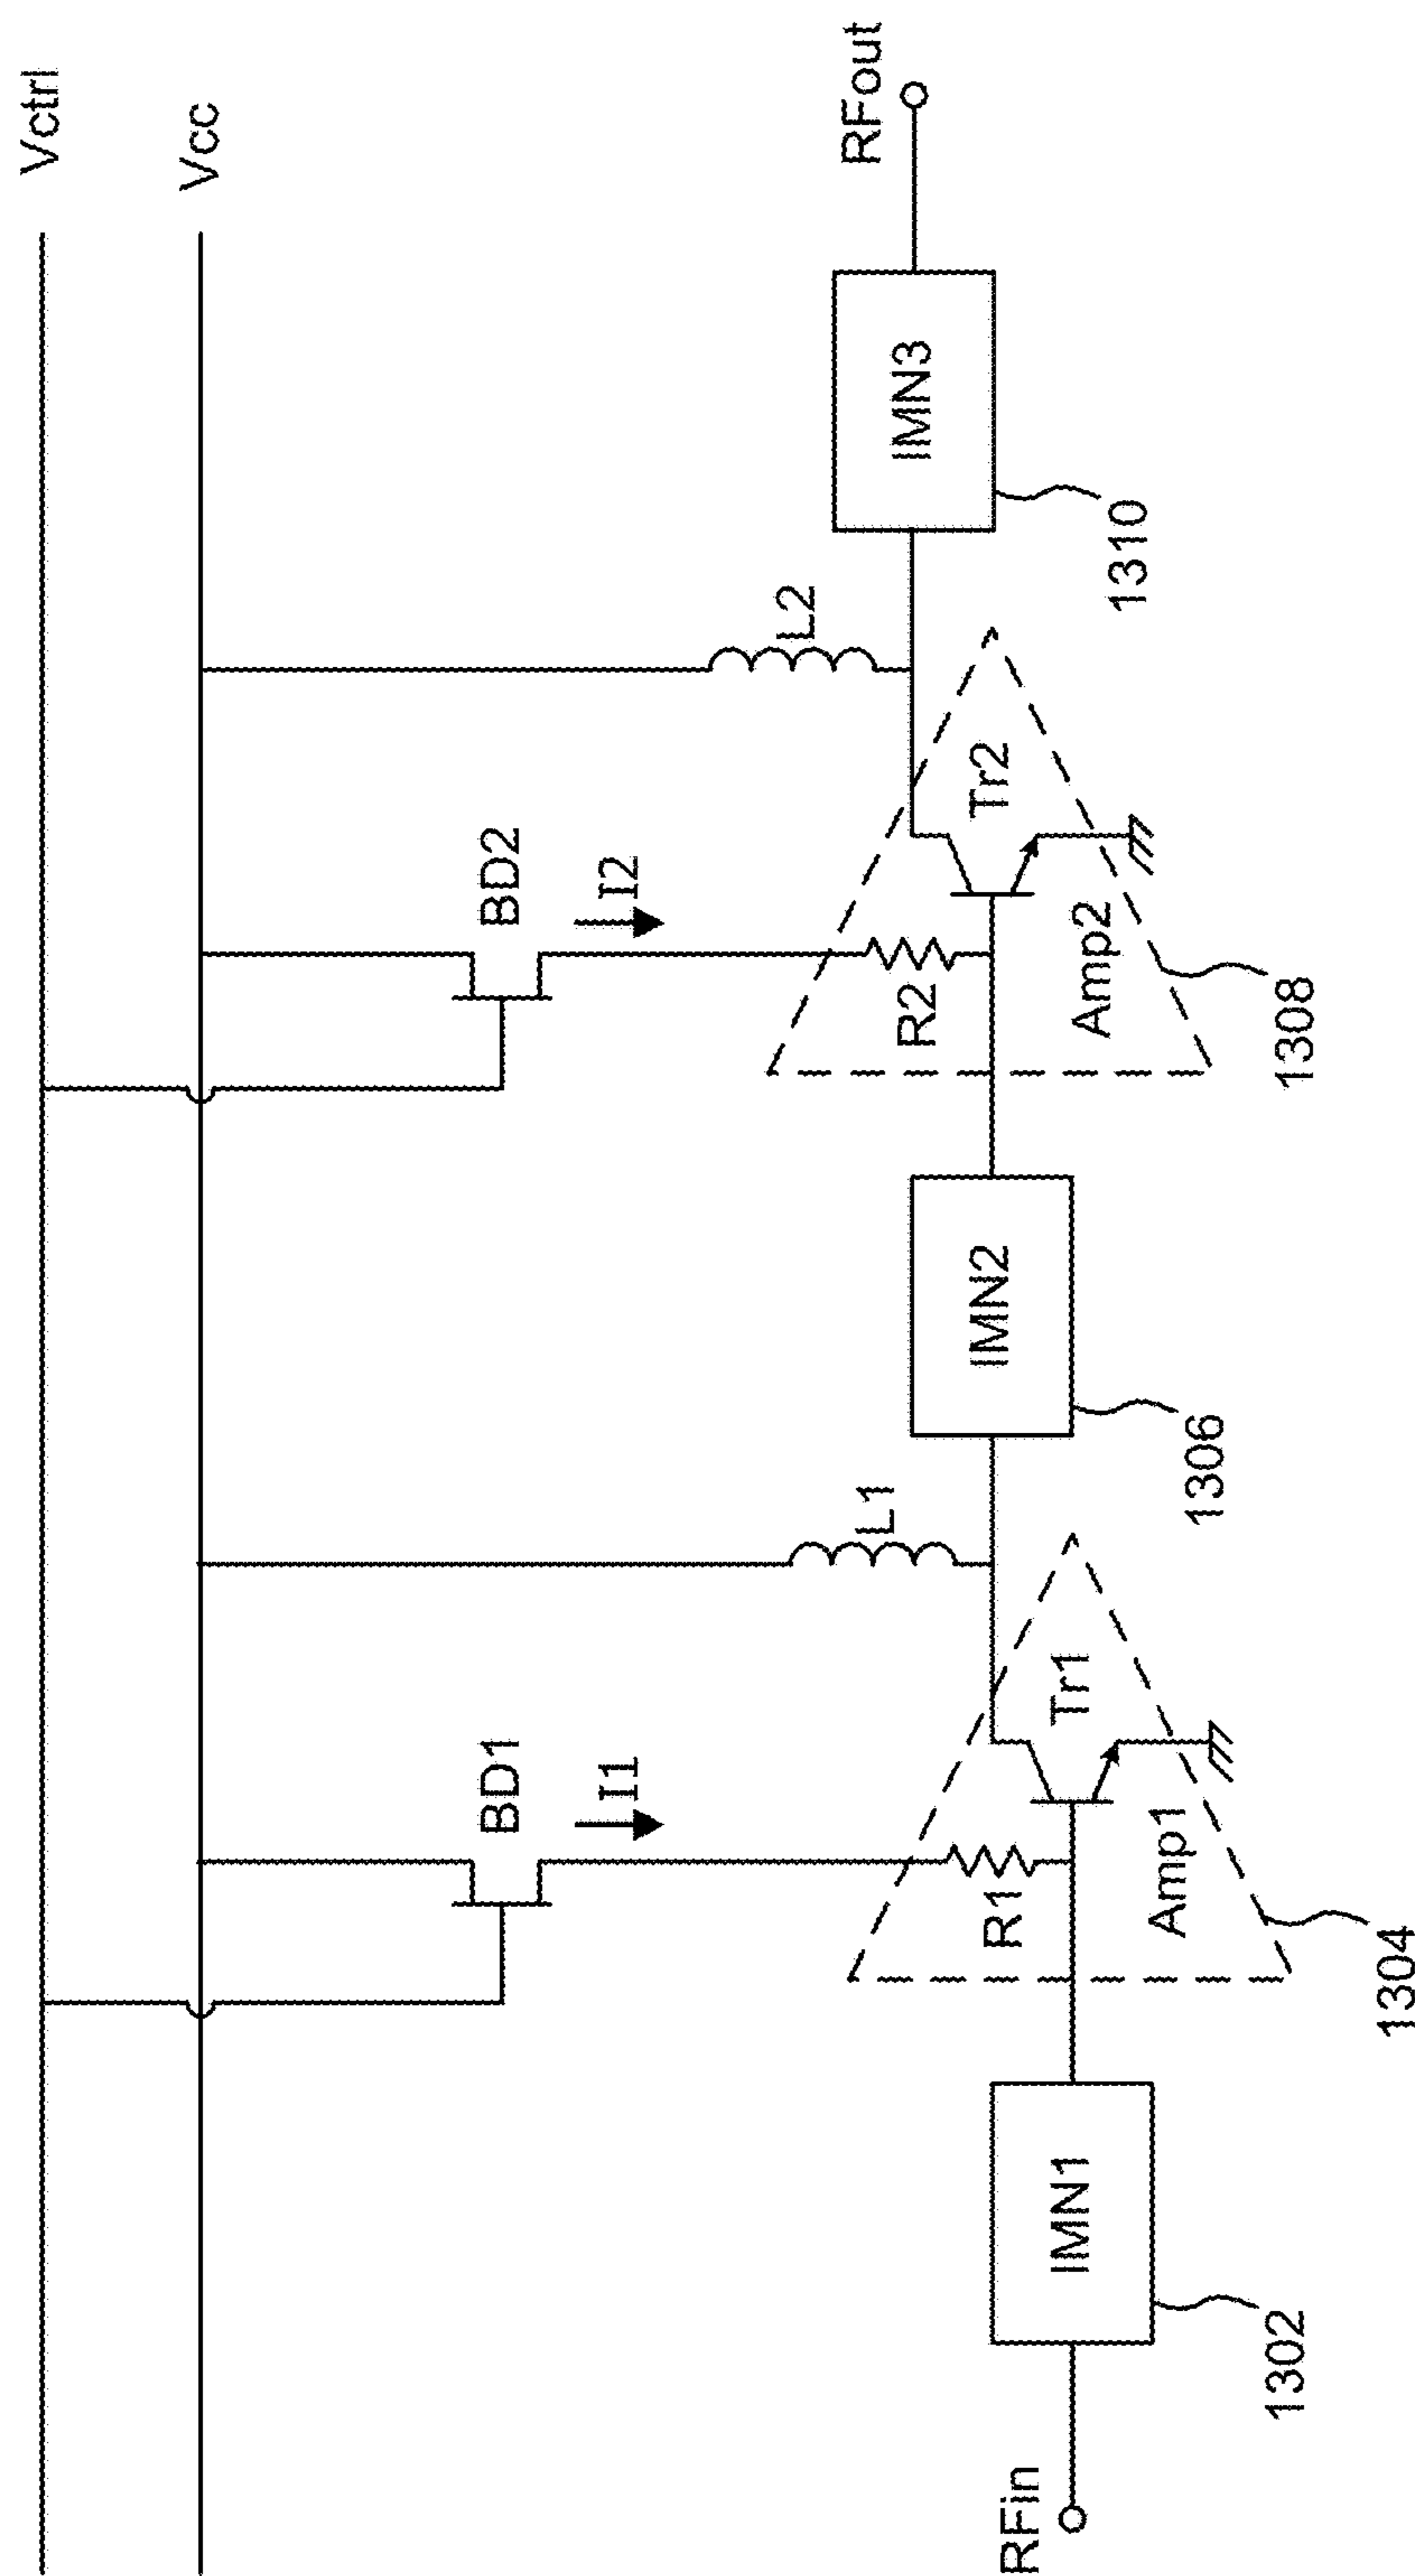 Vctrl
Vcc
BD1
I1
BD2
I2
L1
L2
R1
Tr1
Amp1
R2
Tr2
Amp2
RFin
IMN1
IMN2
IMN3
RFout
1302
1304
1306
1308
1310